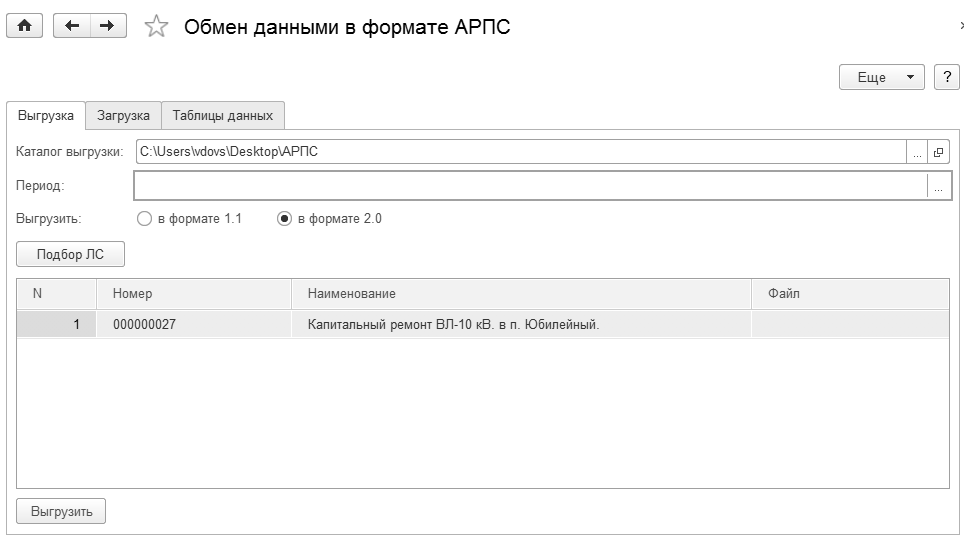 Обмен данными в формате АРПС
Еще ?
Выгрузка Загрузка Таблицы данных
Каталог выгрузки: C:\Users\vdovs\Desktop\АРПС ...
Период: ...
Выгрузить: в формате 1.1 в формате 2.0
Подбор ЛС
N Номер Наименование Файл
1 000000027 Капитальный ремонт ВЛ-10 кВ. в п. Юбилейный.
Выгрузить